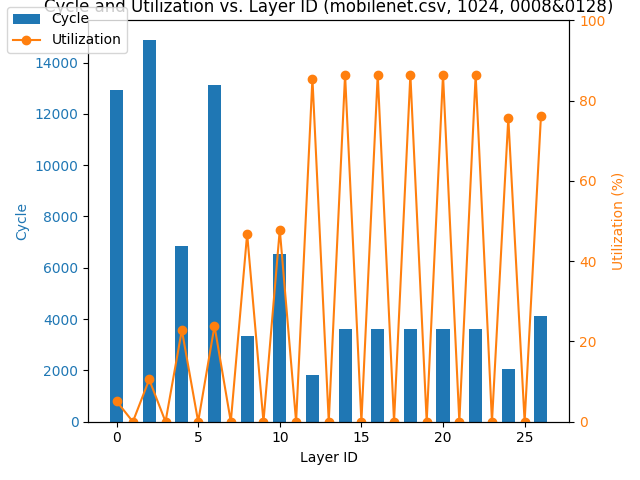 Cycle and Utilization vs. Layer ID (mobilenet.csv, 1024, 0008&0128)
Cycle
Utilization
14000
12000
10000
8000
6000
4000
2000
0
Cycle
100
80
60
40
20
0
Utilization (%)
0 5 10 15 20 25
Layer ID